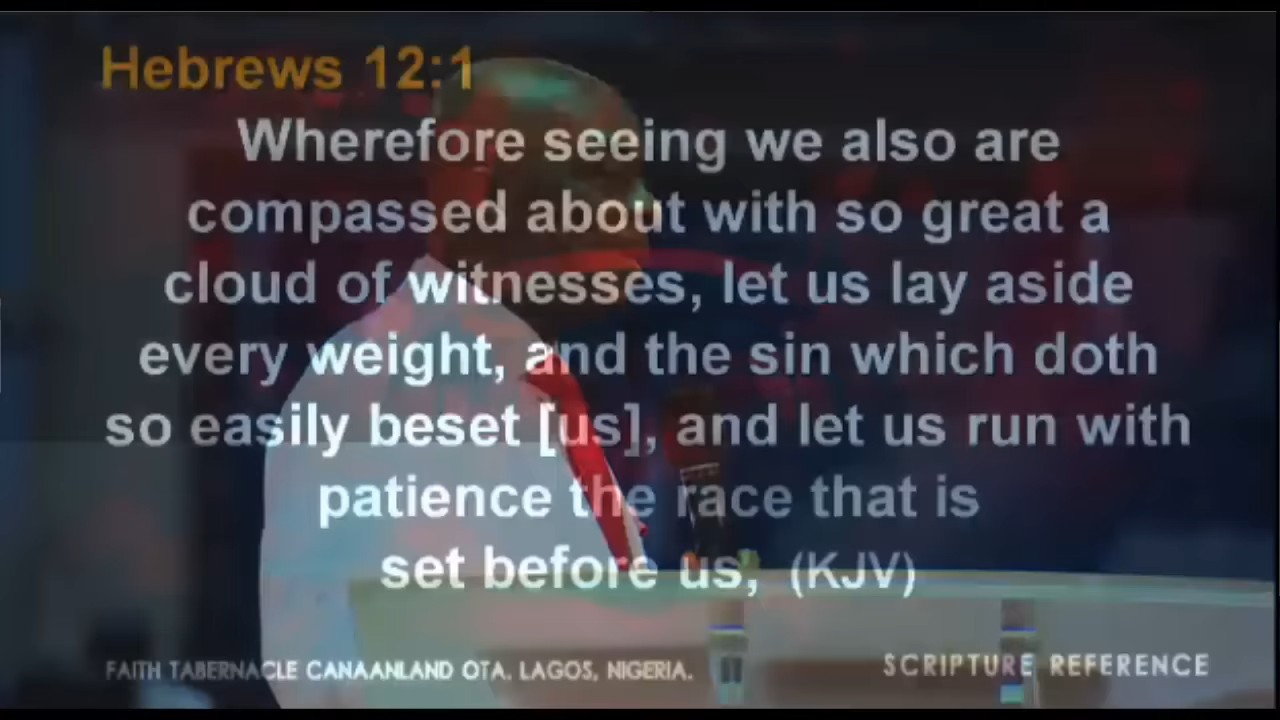 Hebrews 12:1
Wherefore seeing we also are
compassed about with so great a
cloud of witnesses, let us lay aside
every weight, and the sin which doth
so easily beset [us], and let us run with
patience the race that is
set before us, (KJV)
FAITH TABERNACLE CANAANLAND OTA. LAGOS, NIGERIA.
SCRIPTURE REFERENCE